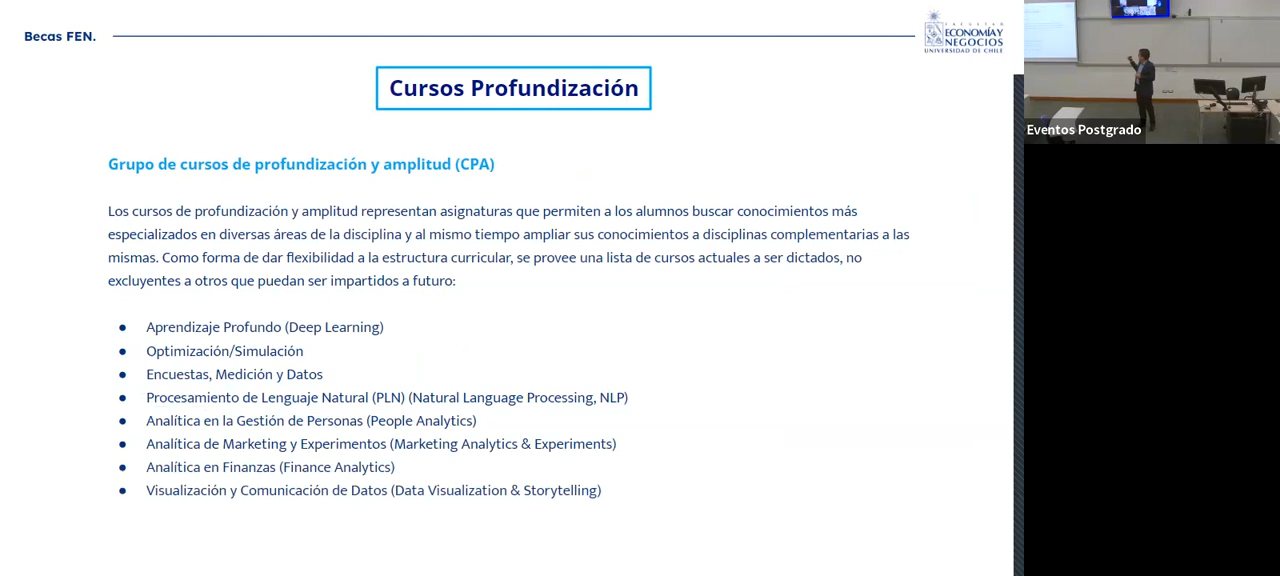 Becas FEN.
FACULTAD
ECONOMÍA Y
NEGOCIOS
UNIVERSIDAD DE CHILE
Cursos Profundización
Eventos Postgrado
Grupo de cursos de profundización y amplitud (CPA)
Los cursos de profundización y amplitud representan asignaturas que permiten a los alumnos buscar conocimientos más
especializados en diversas áreas de la disciplina y al mismo tiempo ampliar sus conocimientos a disciplinas complementarias a las
mismas. Como forma de dar flexibilidad a la estructura curricular, se provee una lista de cursos actuales a ser dictados, no
excluyentes a otros que puedan ser impartidos a futuro:
● Aprendizaje Profundo (Deep Learning)
● Optimización/Simulación
● Encuestas, Medición y Datos
● Procesamiento de Lenguaje Natural (PLN) (Natural Language Processing, NLP)
● Analítica en la Gestión de Personas (People Analytics)
● Analítica de Marketing y Experimentos (Marketing Analytics & Experiments)
● Analítica en Finanzas (Finance Analytics)
● Visualización y Comunicación de Datos (Data Visualization & Storytelling)